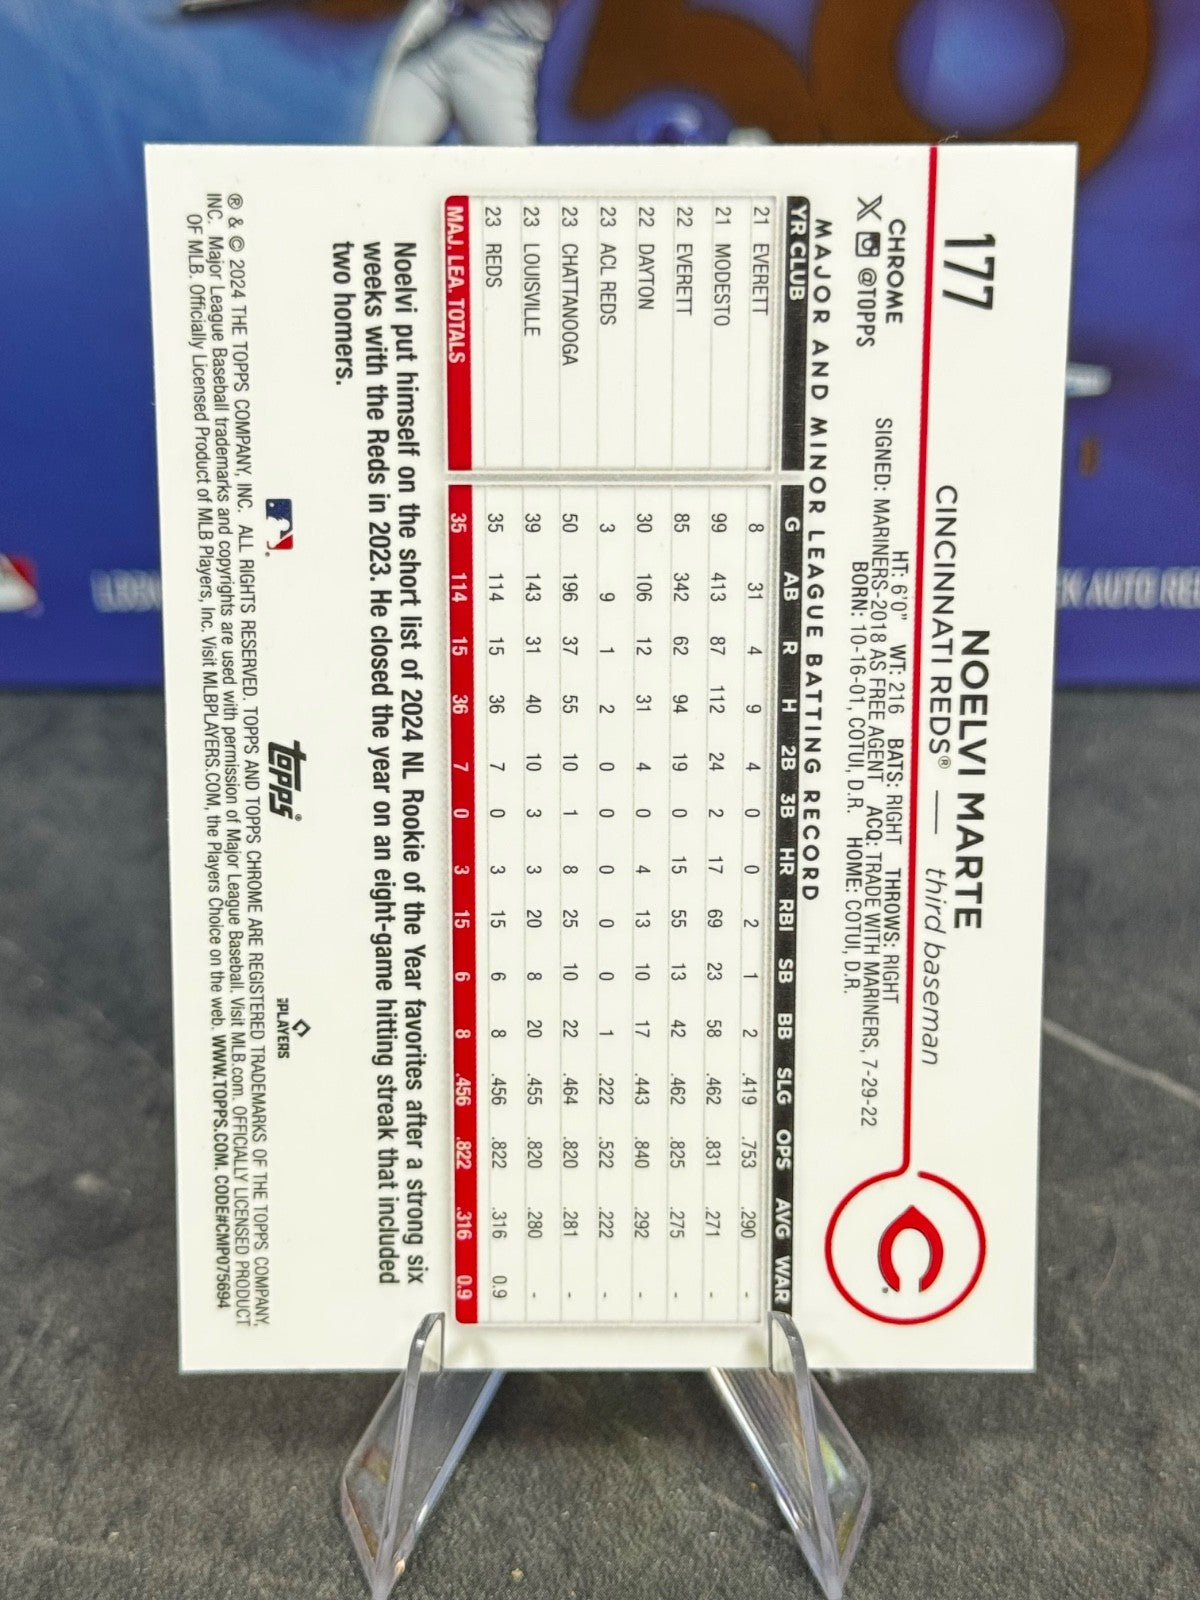 177
NOELVI MARTE
CINCINNATI REDS® — third baseman
CHROME
@TOPPS
HT: 6'0" WT: 216 BATS: RIGHT THROWS: RIGHT
SIGNED: MARINERS-2018 AS FREE AGENT ACQ: TRADE WITH MARINERS, 7-29-22
BORN: 10-16-01, COTUI, D.R. HOME: COTUI, D.R.
MAJOR AND MINOR LEAGUE BATTING RECORD
YR CLUB G AB R H 2B 3B HR RBI SB BB SLG OPS AVG WAR
21 EVERETT 8 31 4 9 4 0 0 2 1 2 .419 .753 .290 -
21 MODESTO 99 413 87 112 24 2 17 69 23 58 .462 .831 .271 -
22 EVERETT 85 342 62 94 19 0 15 55 13 42 .462 .825 .275 -
22 DAYTON 30 106 12 31 4 0 4 13 10 17 .443 .840 .292 -
23 ACL REDS 3 9 1 2 0 0 0 0 0 1 .222 .522 .222 -
23 CHATTANOOGA 50 196 37 55 10 1 8 25 10 22 .464 .820 .281 -
23 LOUISVILLE 39 143 31 40 10 3 3 20 8 20 .455 .820 .280 -
23 REDS 35 114 15 36 7 0 3 15 6 8 .456 .822 .316 0.9
MAJ. LEA. TOTALS 35 114 15 36 7 0 3 15 6 8 .456 .822 .316 0.9
Noelvi put himself on the short list of 2024 NL Rookie of the Year favorites after a strong six
weeks with the Reds in 2023. He closed the year on an eight-game hitting streak that included
two homers.
topps®
PLAYERS
® & © 2024 THE TOPPS COMPANY, INC. ALL RIGHTS RESERVED. TOPPS AND TOPPS CHROME ARE REGISTERED TRADEMARKS OF THE TOPPS COMPANY,
INC. Major League Baseball trademarks and copyrights are used with permission of Major League Baseball. Visit MLB.com. OFFICIALLY LICENSED PRODUCT
OF MLB. Officially Licensed Product of MLB Players, Inc. Visit MLBPLAYERS.COM, the Players Choice on the web. WWW.TOPPS.COM. CODE#CMP075694
AUTO